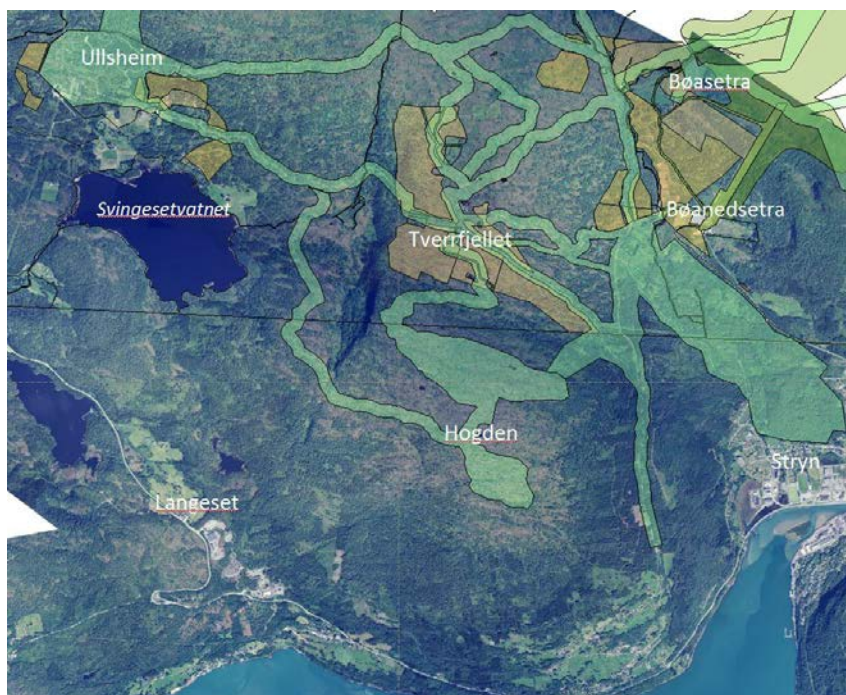 Ullsheim
Bøasetra
Svingesetvatnet
Bøanedsetra
Tverrfjellet
Hogden
Stryn
Langeset